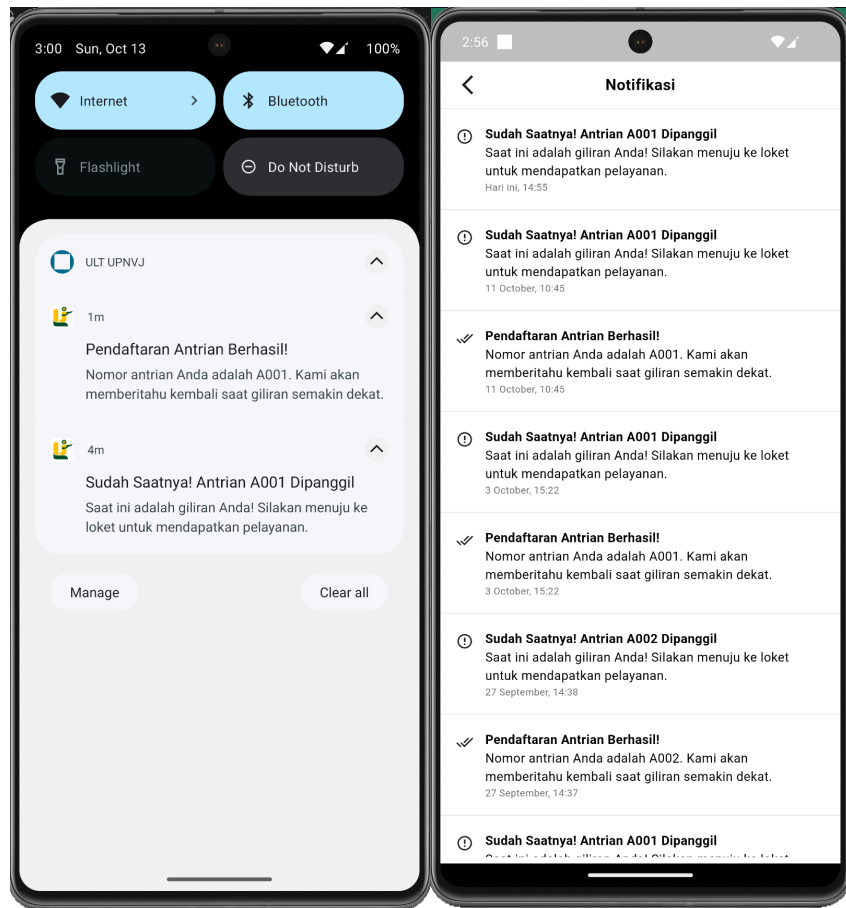 3:00 Sun, Oct 13 100%
Internet
Bluetooth
Flashlight
Do Not Disturb
ULT UPNVJ
1m
Pendaftaran Antrian Berhasil!
Nomor antrian Anda adalah A001. Kami akan
memberitahu kembali saat giliran semakin dekat.
4m
Sudah Saatnya! Antrian A001 Dipanggil
Saat ini adalah giliran Anda! Silakan menuju ke
loket untuk mendapatkan pelayanan.
Manage
Clear all
2:56
Notifikasi
Sudah Saatnya! Antrian A001 Dipanggil
Saat ini adalah giliran Anda! Silakan menuju ke loket
untuk mendapatkan pelayanan.
Hari ini, 14:55
Sudah Saatnya! Antrian A001 Dipanggil
Saat ini adalah giliran Anda! Silakan menuju ke loket
untuk mendapatkan pelayanan.
11 October, 10:45
Pendaftaran Antrian Berhasil!
Nomor antrian Anda adalah A001. Kami akan
memberitahu kembali saat giliran semakin dekat.
11 October, 10:45
Sudah Saatnya! Antrian A001 Dipanggil
Saat ini adalah giliran Anda! Silakan menuju ke loket
untuk mendapatkan pelayanan.
3 October, 15:22
Pendaftaran Antrian Berhasil!
Nomor antrian Anda adalah A001. Kami akan
memberitahu kembali saat giliran semakin dekat.
3 October, 15:22
Sudah Saatnya! Antrian A002 Dipanggil
Saat ini adalah giliran Anda! Silakan menuju ke loket
untuk mendapatkan pelayanan.
27 September, 14:38
Pendaftaran Antrian Berhasil!
Nomor antrian Anda adalah A002. Kami akan
memberitahu kembali saat giliran semakin dekat.
27 September, 14:37
Sudah Saatnya! Antrian A001 Dipanggil